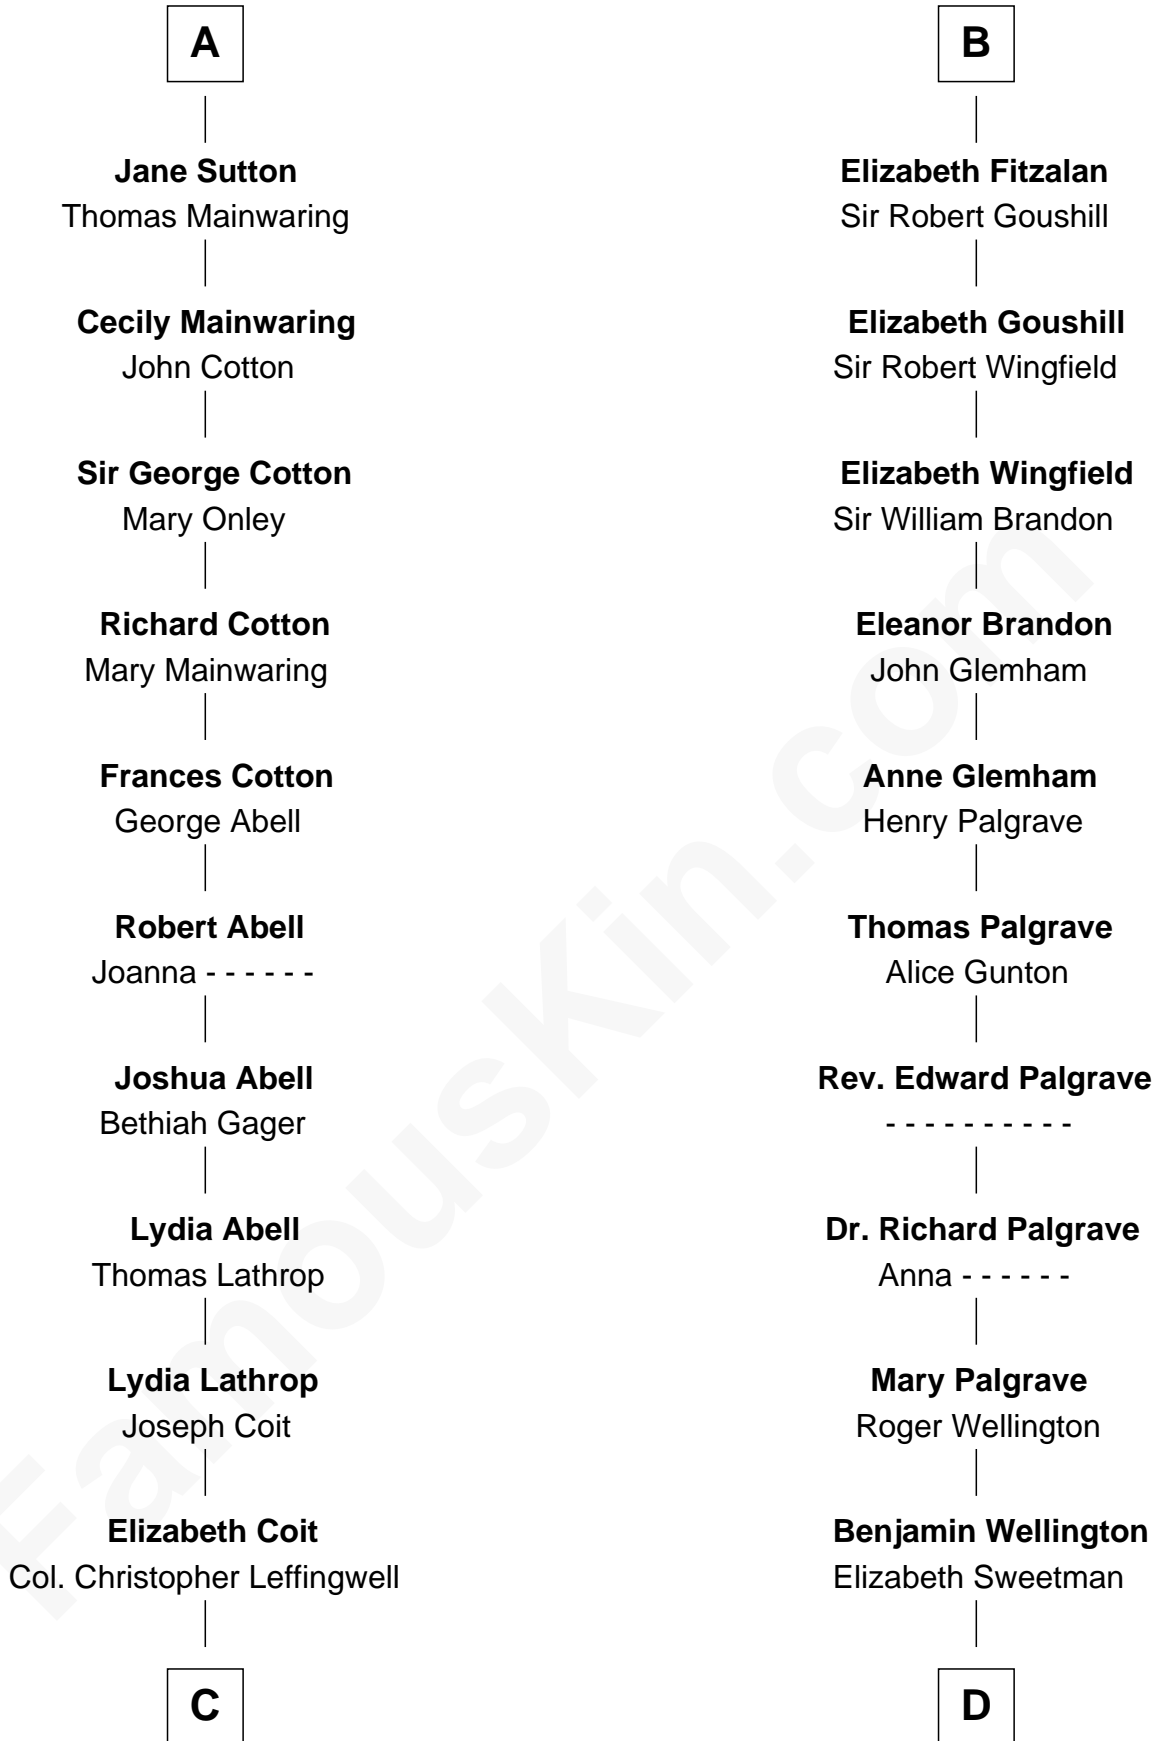 A
Jane Sutton
Thomas Mainwaring
Cecily Mainwaring
John Cotton
Sir George Cotton
Mary Onley
Richard Cotton
Mary Mainwaring
Frances Cotton
George Abell
Robert Abell
Joanna - - - - - -
Joshua Abell
Bethiah Gager
Lydia Abell
Thomas Lathrop
Lydia Lathrop
Joseph Coit
Elizabeth Coit
Col. Christopher Leffingwell
C
B
Elizabeth Fitzalan
Sir Robert Goushill
Elizabeth Goushill
Sir Robert Wingfield
Elizabeth Wingfield
Sir William Brandon
Eleanor Brandon
John Glemham
Anne Glemham
Henry Palgrave
Thomas Palgrave
Alice Gunton
Rev. Edward Palgrave
- - - - - - - - - -
Dr. Richard Palgrave
Anna - - - - - -
Mary Palgrave
Roger Wellington
Benjamin Wellington
Elizabeth Sweetman
D
FamousKin.com